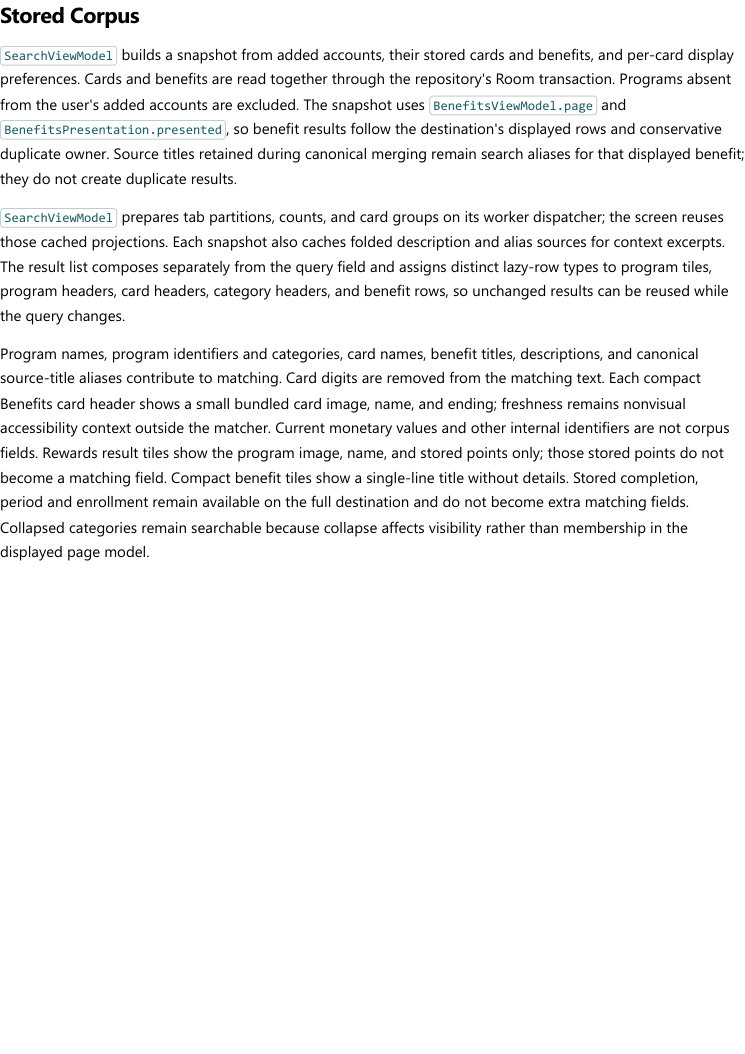 Stored Corpus
SearchViewModel builds a snapshot from added accounts, their stored cards and benefits, and per-card display
preferences. Cards and benefits are read together through the repository's Room transaction. Programs absent
from the user's added accounts are excluded. The snapshot uses BenefitsViewModel.page and
BenefitsPresentation.presented, so benefit results follow the destination's displayed rows and conservative
duplicate owner. Source titles retained during canonical merging remain search aliases for that displayed benefit;
they do not create duplicate results.
SearchViewModel prepares tab partitions, counts, and card groups on its worker dispatcher; the screen reuses
those cached projections. Each snapshot also caches folded description and alias sources for context excerpts.
The result list composes separately from the query field and assigns distinct lazy-row types to program tiles,
program headers, card headers, category headers, and benefit rows, so unchanged results can be reused while
the query changes.
Program names, program identifiers and categories, card names, benefit titles, descriptions, and canonical
source-title aliases contribute to matching. Card digits are removed from the matching text. Each compact
Benefits card header shows a small bundled card image, name, and ending; freshness remains nonvisual
accessibility context outside the matcher. Current monetary values and other internal identifiers are not corpus
fields. Rewards result tiles show the program image, name, and stored points only; those stored points do not
become a matching field. Compact benefit tiles show a single-line title without details. Stored completion,
period and enrollment remain available on the full destination and do not become extra matching fields.
Collapsed categories remain searchable because collapse affects visibility rather than membership in the
displayed page model.